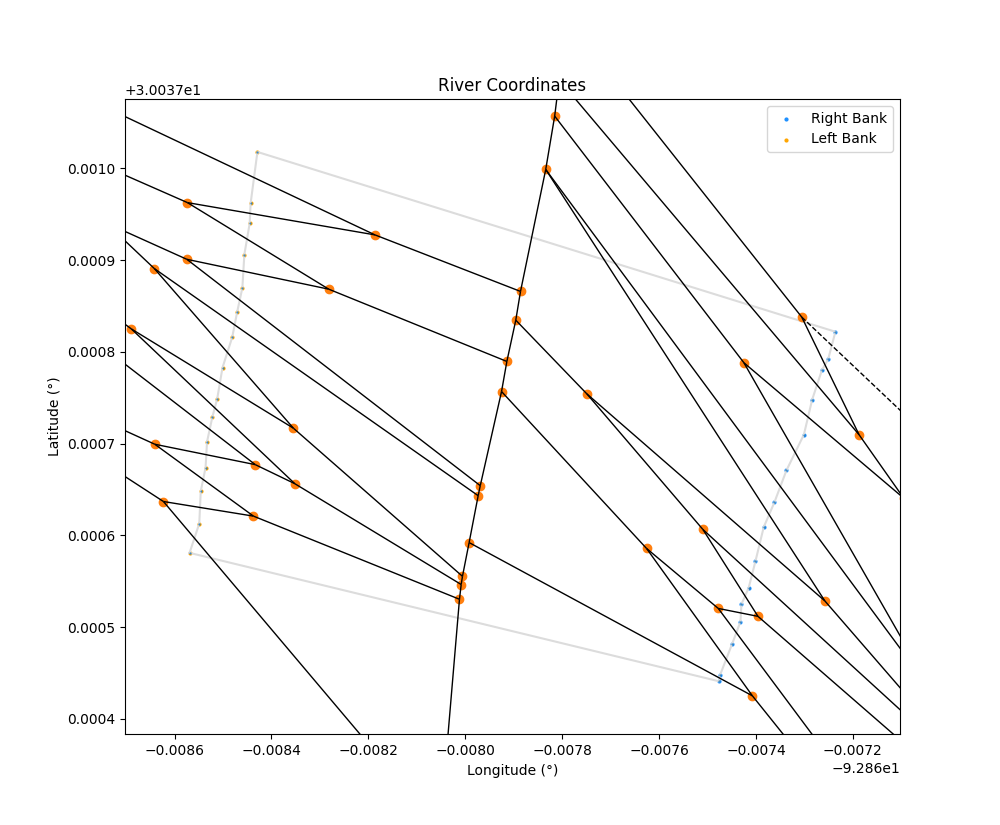 River Coordinates
+3.0037e1
Right Bank
Left Bank
0.0010
0.0009
0.0008
0.0007
0.0006
0.0005
0.0004
Latitude (°)
−0.0086 −0.0084 −0.0082 −0.0080 −0.0078 −0.0076 −0.0074 −0.0072
Longitude (°)
−9.286e1